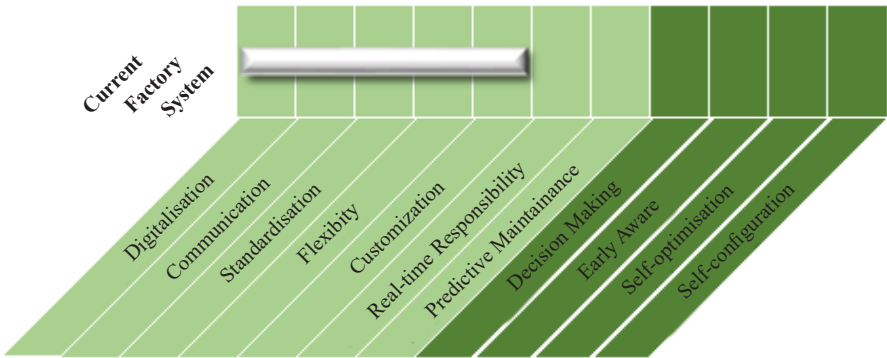 Current
Factory
System
Digitalisation
Communication
Standardisation
Flexibity
Customization
Real-time Responsibility
Predictive Maintainance
Decision Making
Early Aware
Self-optimisation
Self-configuration